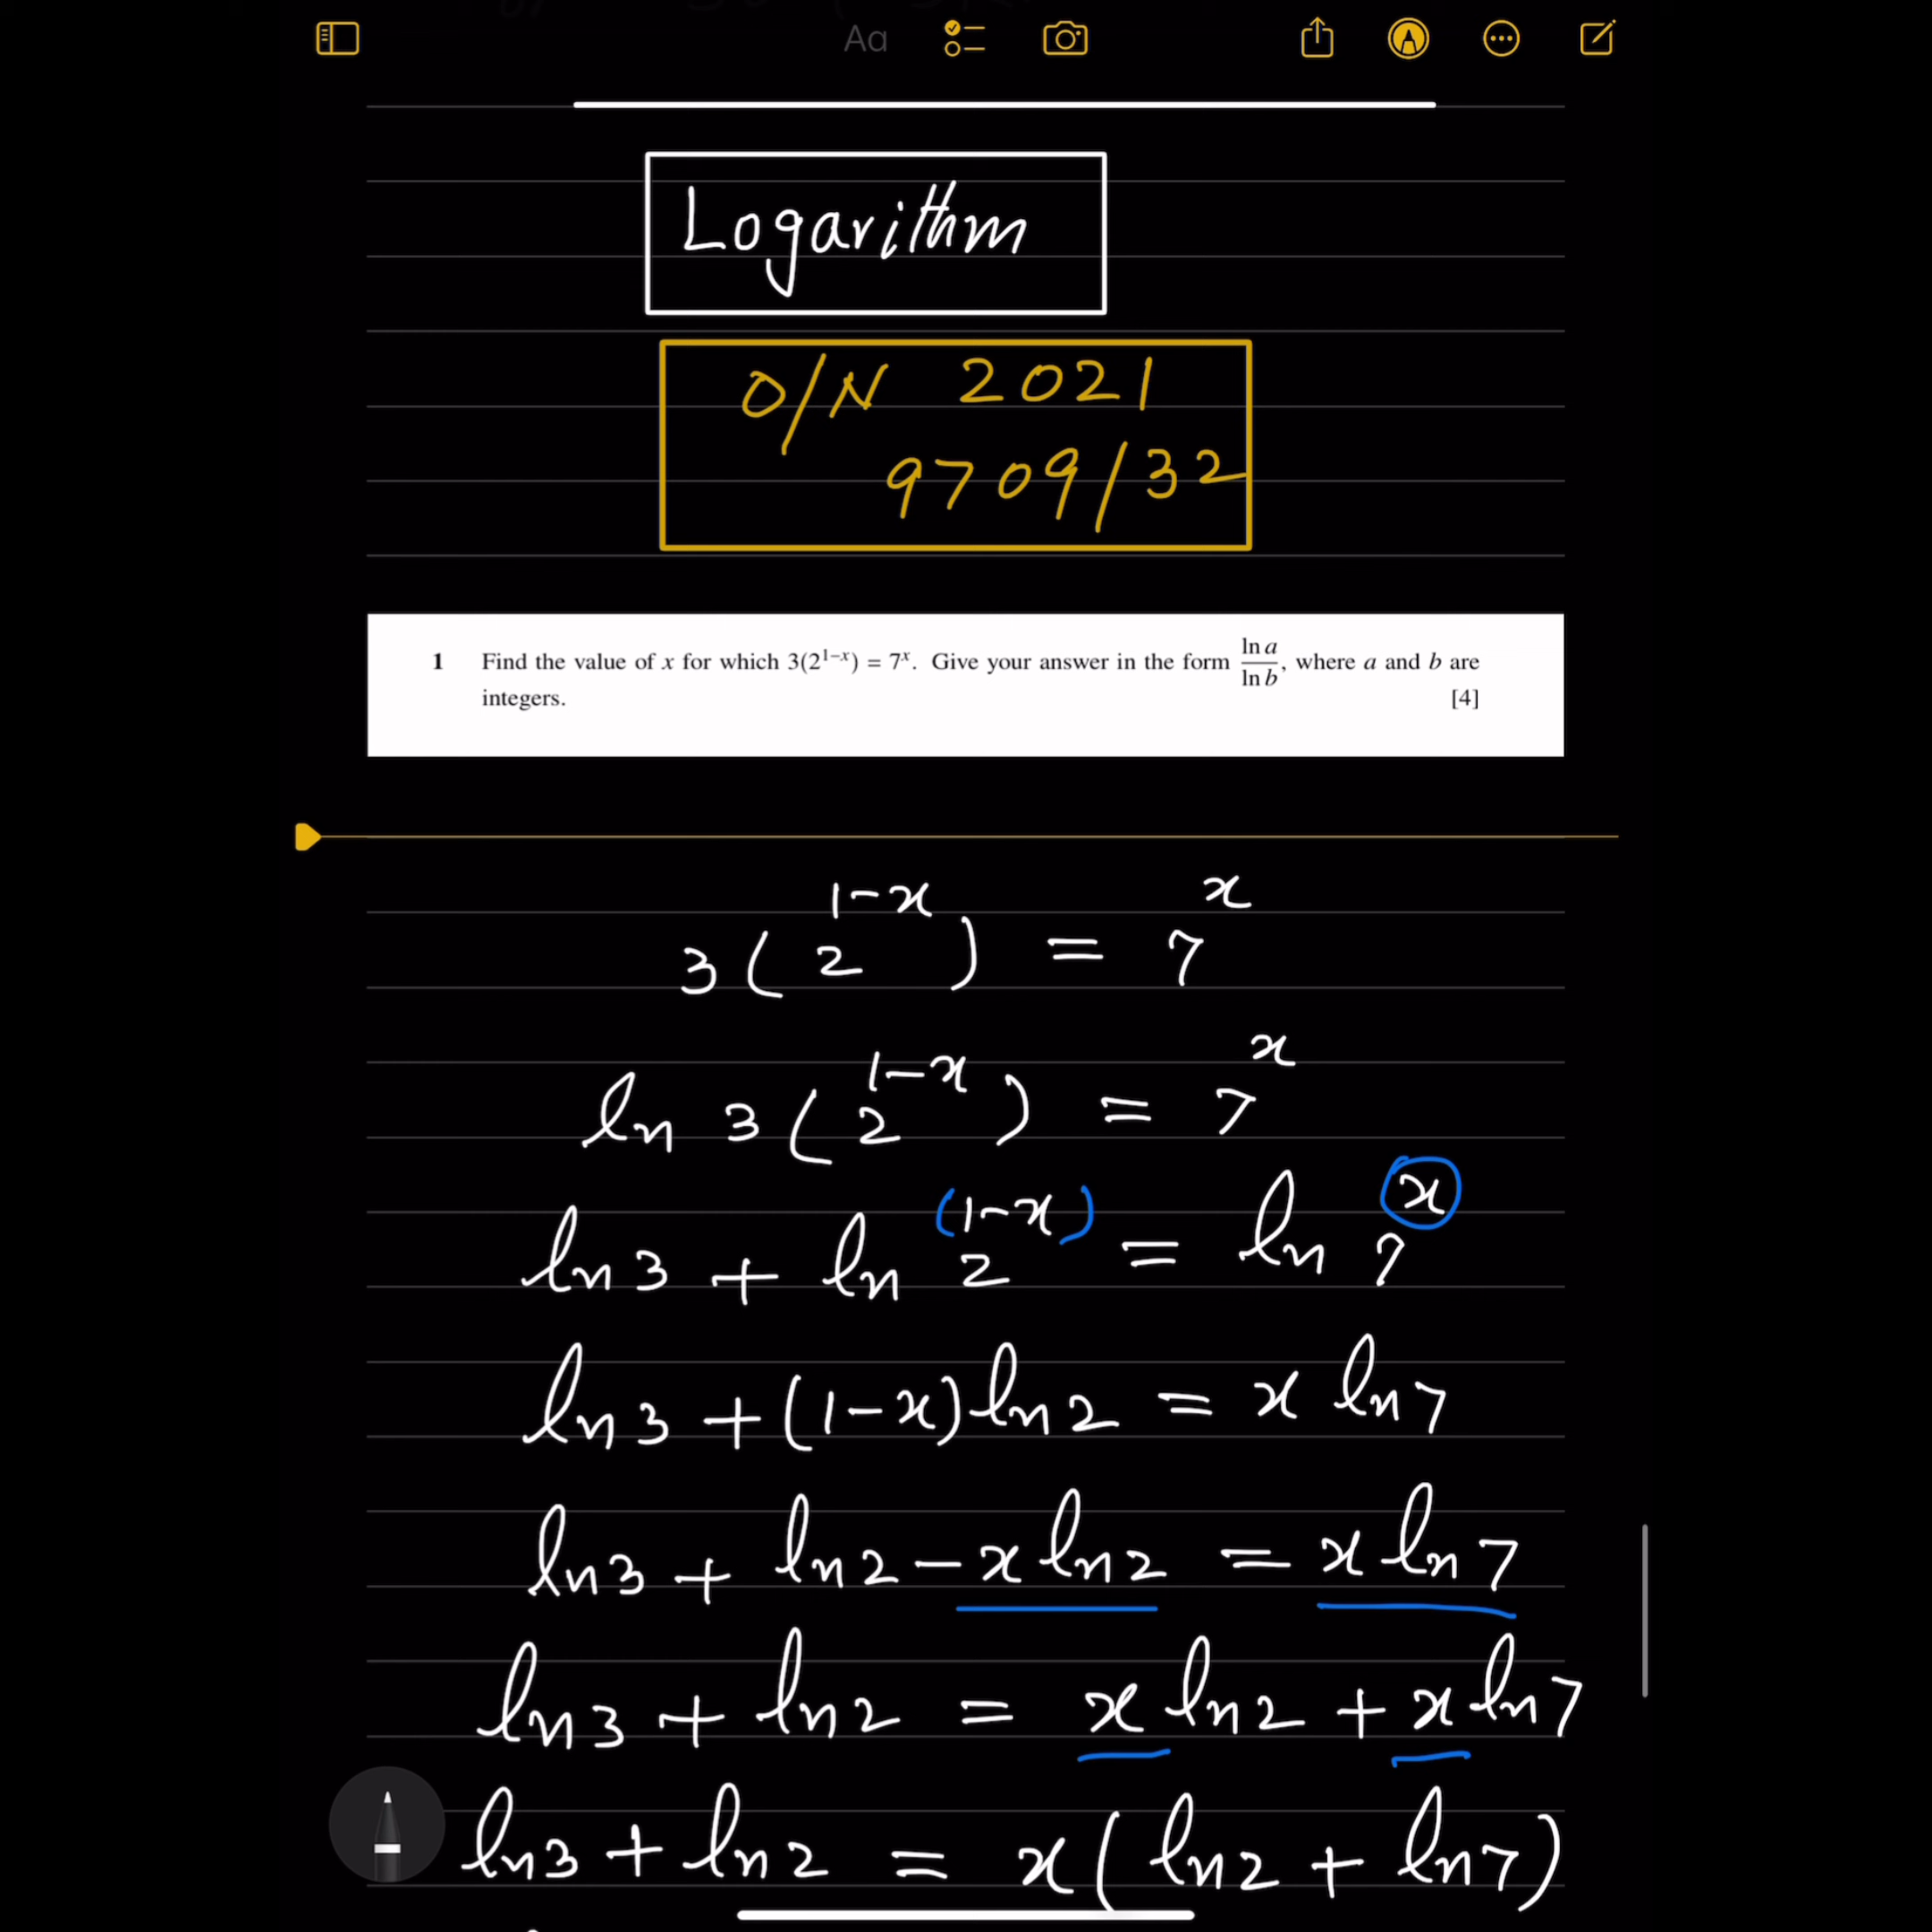 Aa
Logarithm
O/N 2021
9709/32
1 Find the value of x for which 3(2^{1−x}) = 7^x. Give your answer in the form \frac{ln a}{ln b}, where a and b are
integers. [4]
3(2^{1-x}) = 7^x
ln 3(2^{1-x}) = 7^x
ln 3 + ln 2^{(1-x)} = ln 7^x
ln 3 + (1-x) ln 2 = x ln 7
ln 3 + ln 2 - x ln 2 = x ln 7
ln 3 + ln 2 = x ln 2 + x ln 7
ln 3 + ln 2 = x(ln 2 + ln 7)